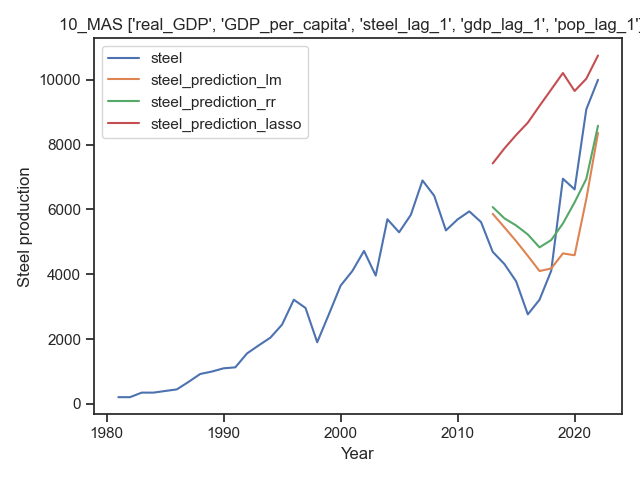 10_MAS ['real_GDP', 'GDP_per_capita', 'steel_lag_1', 'gdp_lag_1', 'pop_lag_1']
steel
steel_prediction_lm
steel_prediction_rr
steel_prediction_lasso
Steel production
10000
8000
6000
4000
2000
0
1980
1990
2000
2010
2020
Year